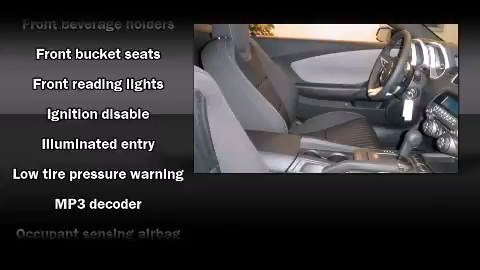 Front beverage holders
Front bucket seats
Front reading lights
Ignition disable
Illuminated entry
Low tire pressure warning
MP3 decoder
Occupant sensing airbag